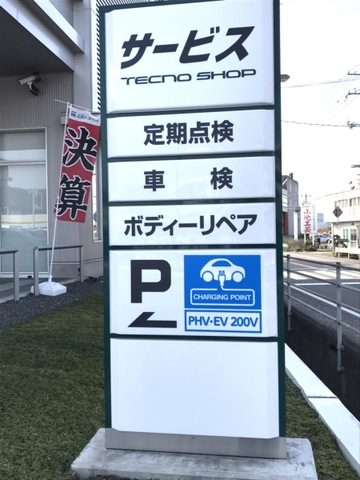 サービス
TECNO SHOP
定期点検
車検
ボディーリペア
P
CHARGING POINT
PHV・EV 200V
決算